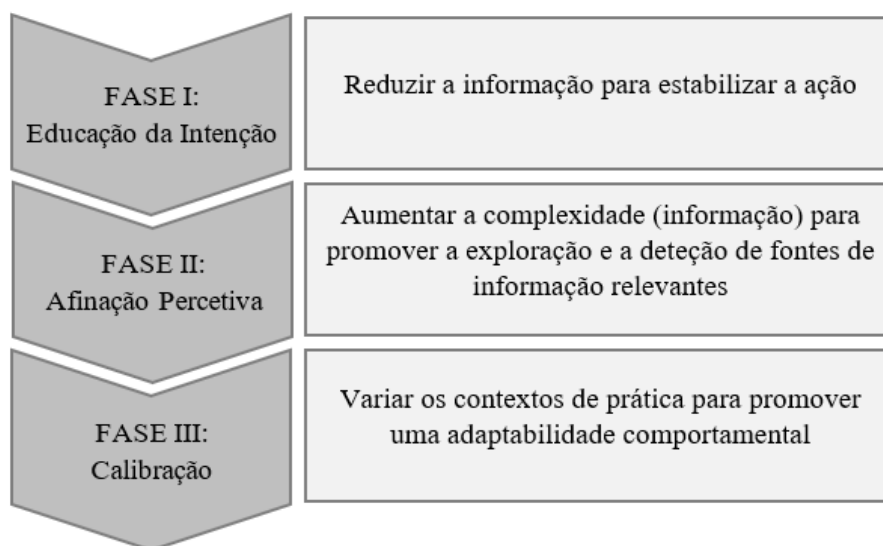 FASE I:
Educação da Intenção
Reduzir a informação para estabilizar a ação
FASE II:
Afinação Percetiva
Aumentar a complexidade (informação) para
promover a exploração e a deteção de fontes de
informação relevantes
FASE III:
Calibração
Variar os contextos de prática para promover
uma adaptabilidade comportamental